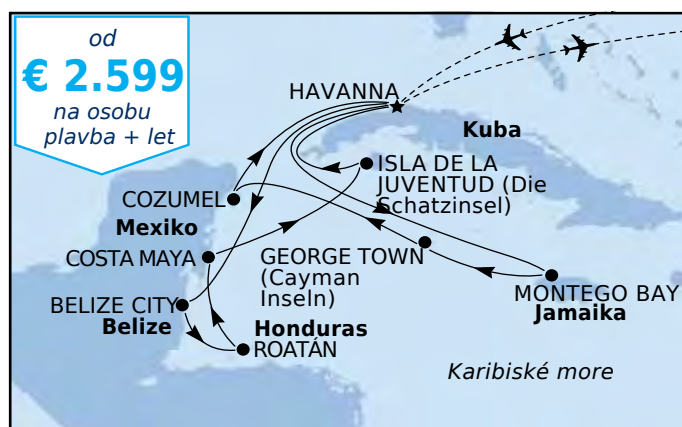 od
€ 2.599
na osobu
plavba + let
HAVANNA
Kuba
ISLA DE LA
JUVENTUD (Die
Schatzinsel)
COZUMEL
Mexiko
COSTA MAYA
GEORGE TOWN
(Cayman
Inseln)
MONTEGO BAY
Jamaika
BELIZE CITY
Belize
Honduras
ROATÁN
Karibiské more